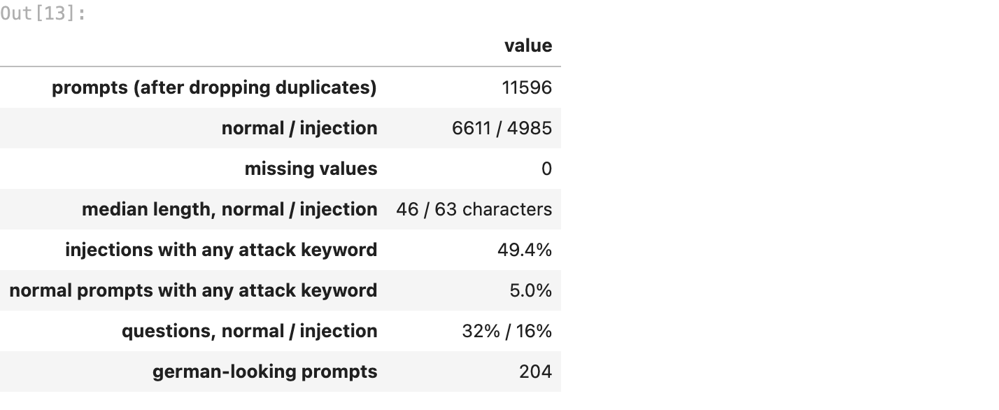 Out[13]:
value
prompts (after dropping duplicates) 11596
normal / injection 6611 / 4985
missing values 0
median length, normal / injection 46 / 63 characters
injections with any attack keyword 49.4%
normal prompts with any attack keyword 5.0%
questions, normal / injection 32% / 16%
german-looking prompts 204